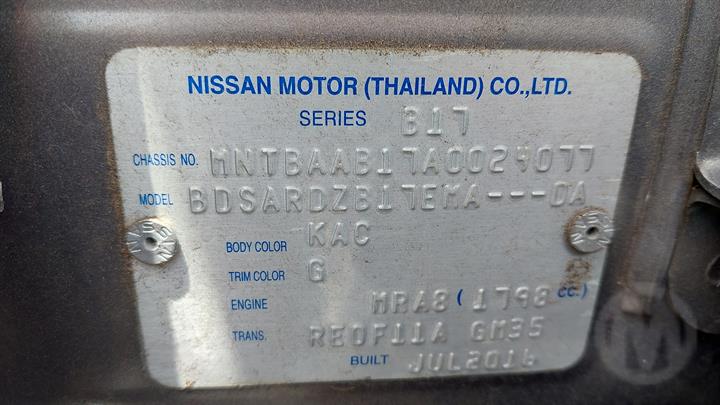 NISSAN MOTOR (THAILAND) CO.,LTD.
SERIES B17
CHASSIS NO. MNTBAAB17A0024077
MODEL BDSARDZB17EMA---DA
BODY COLOR KAC
TRIM COLOR G
ENGINE MRA8 (1798 cc.)
TRANS. RE0F11A GM35
BUILT JUL2016
M